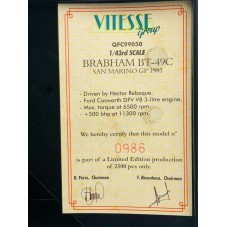 VITESSE
Group
QFC99050
1/43rd SCALE
BRABHAM BT-49C
SAN MARINO GP 1981
- Driven by Hector Rebaque.
- Ford Cosworth DFV V8 3-litre engine.
- Max. torque at 6500 rpm.
- +500 bhp at 11300 rpm.
We hereby certify that this model nº
0986
is part of a Limited Edition production
of 2500 pcs only.
Chairman
Chairman